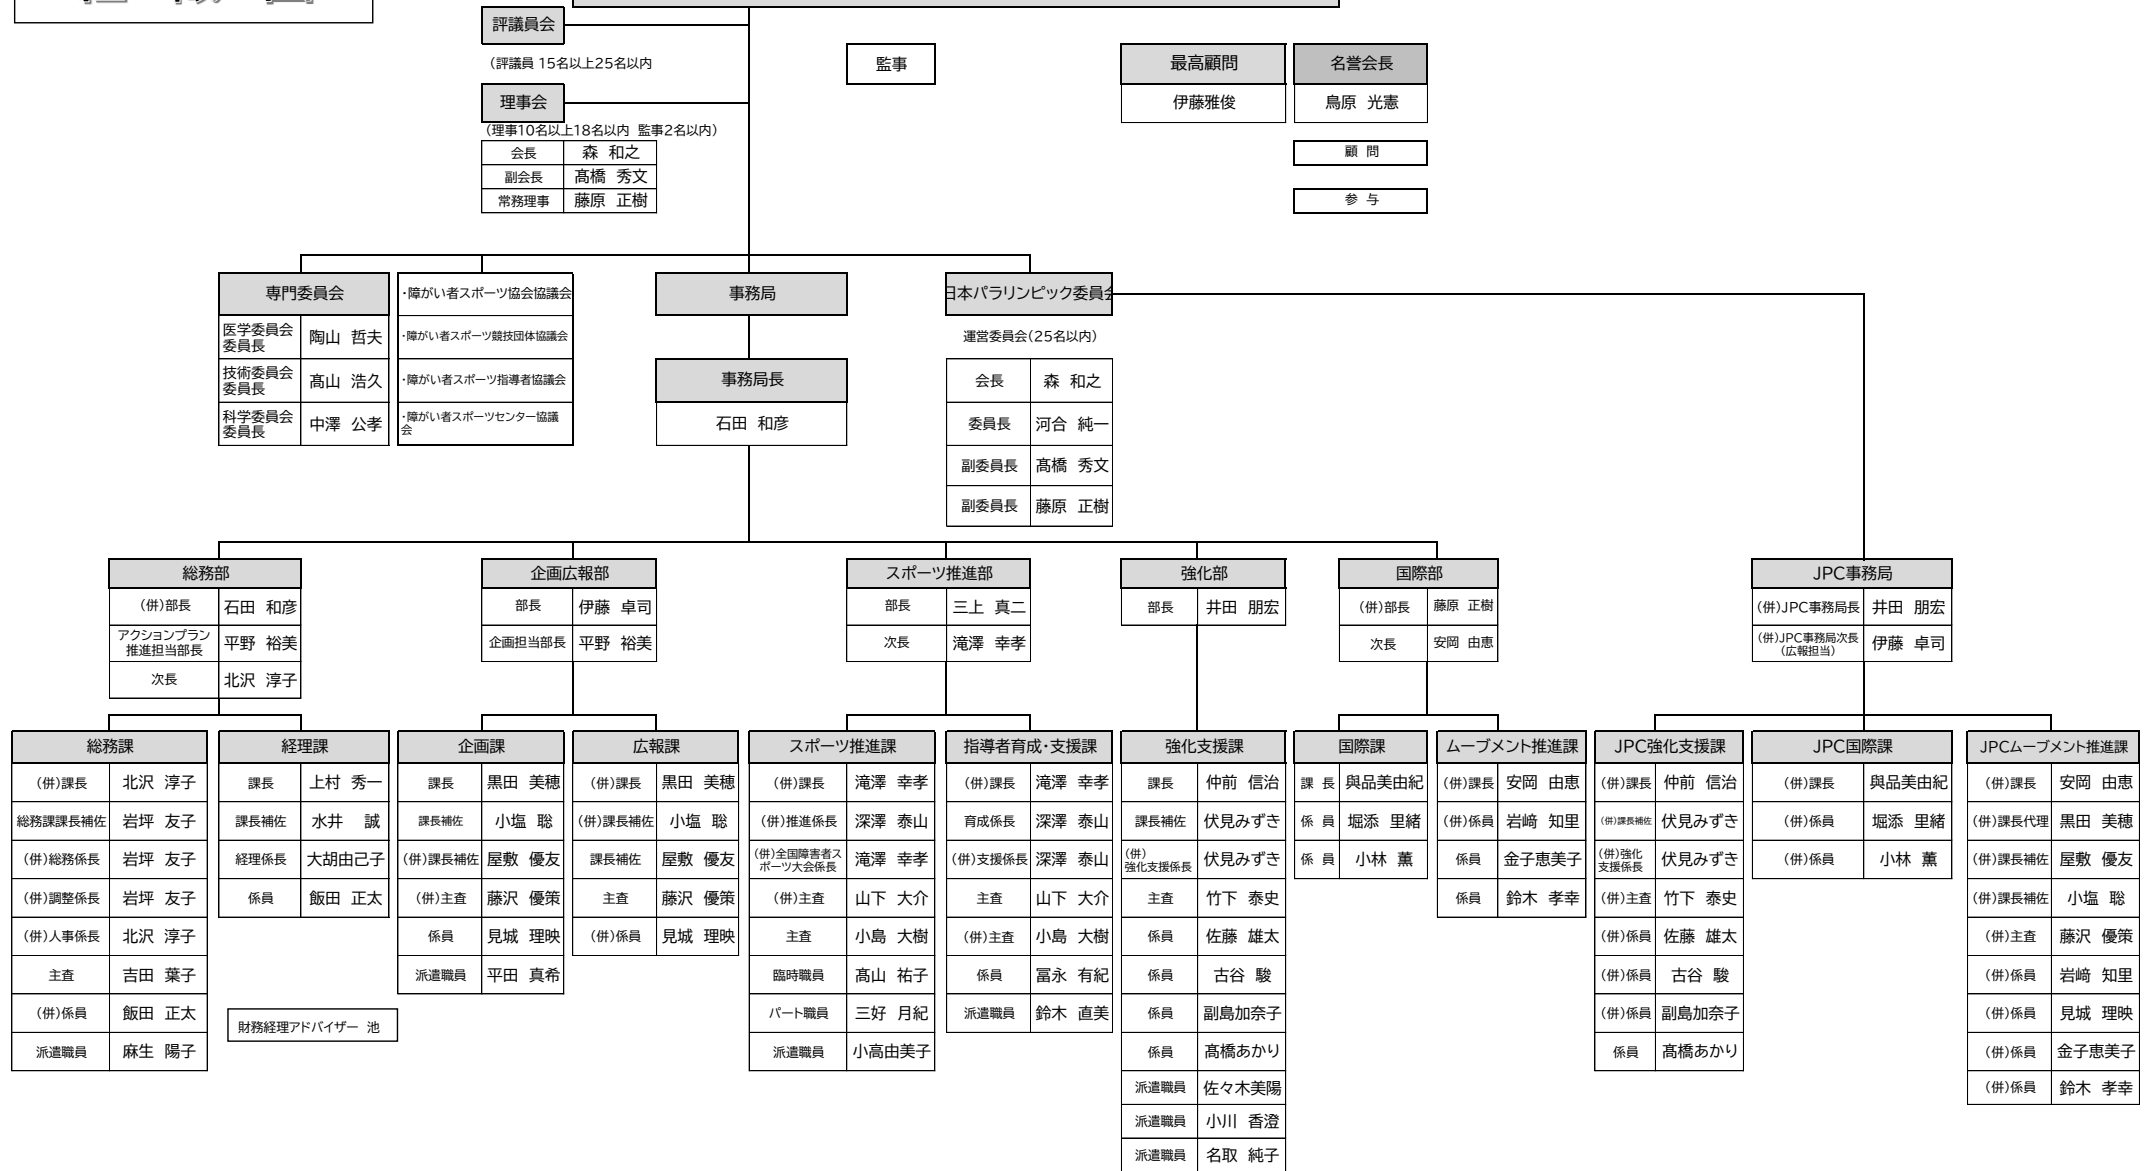 評議員会
(評議員 15名以上25名以内
監事
最高顧問
名誉会長
伊藤雅俊
鳥原 光憲
理事会
(理事10名以上18名以内 監事2名以内)
会長 森 和之
副会長 髙橋 秀文
常務理事 藤原 正樹
顧 問
参 与
専門委員会
医学委員会
委員長
陶山 哲夫
技術委員会
委員長
髙山 浩久
科学委員会
委員長
中澤 公孝
・障がい者スポーツ協会協議会
・障がい者スポーツ競技団体協議会
・障がい者スポーツ指導者協議会
・障がい者スポーツセンター協議
会
事務局
事務局長
石田 和彦
日本パラリンピック委員会
運営委員会(25名以内)
会長 森 和之
委員長 河合 純一
副委員長 髙橋 秀文
副委員長 藤原 正樹
総務部
(併)部長 石田 和彦
アクションプラン
推進担当部長
平野 裕美
次長 北沢 淳子
企画広報部
部長 伊藤 卓司
企画担当部長 平野 裕美
スポーツ推進部
部長 三上 真二
次長 滝澤 幸孝
強化部
部長 井田 朋宏
国際部
(併)部長 藤原 正樹
次長 安岡 由恵
JPC事務局
(併)JPC事務局長 井田 朋宏
(併)JPC事務局次長
(広報担当)
伊藤 卓司
総務課
(併)課長 北沢 淳子
総務課課長補佐 岩坪 友子
(併)総務係長 岩坪 友子
(併)調整係長 岩坪 友子
(併)人事係長 北沢 淳子
主査 吉田 葉子
(併)係員 飯田 正太
派遣職員 麻生 陽子
経理課
課長 上村 秀一
課長補佐 水井 誠
経理係長 大胡由己子
係員 飯田 正太
財務経理アドバイザー 池
企画課
課長 黒田 美穂
課長補佐 小塩 聡
(併)課長補佐 屋敷 優友
(併)主査 藤沢 優策
係員 見城 理映
派遣職員 平田 真希
広報課
(併)課長 黒田 美穂
(併)課長補佐 小塩 聡
課長補佐 屋敷 優友
主査 藤沢 優策
(併)係員 見城 理映
スポーツ推進課
(併)課長 滝澤 幸孝
(併)推進係長 深澤 泰山
(併)全国障害者ス
ポーツ大会係長
滝澤 幸孝
(併)主査 山下 大介
主査 小島 大樹
臨時職員 髙山 祐子
パート職員 三好 月紀
派遣職員 小高由美子
指導者育成・支援課
(併)課長 滝澤 幸孝
育成係長 深澤 泰山
(併)支援係長 深澤 泰山
主査 山下 大介
(併)主査 小島 大樹
係員 冨永 有紀
派遣職員 鈴木 直美
強化支援課
課長 仲前 信治
課長補佐 伏見みずき
(併)
強化支援係長
伏見みずき
主査 竹下 泰史
係員 佐藤 雄太
係員 古谷 駿
係員 副島加奈子
係員 髙橋あかり
派遣職員 佐々木美陽
派遣職員 小川 香澄
派遣職員 名取 純子
国際課
課 長 與品美由紀
係 員 堀添 里緒
係 員 小林 薫
ムーブメント推進課
(併)課長 安岡 由恵
(併)係員 岩﨑 知里
係員 金子恵美子
係員 鈴木 孝幸
JPC強化支援課
(併)課長 仲前 信治
(併)課長補佐 伏見みずき
(併)強化
支援係長
伏見みずき
(併)主査 竹下 泰史
(併)係員 佐藤 雄太
(併)係員 古谷 駿
(併)係員 副島加奈子
係員 髙橋あかり
JPC国際課
(併)課長 與品美由紀
(併)係員 堀添 里緒
(併)係員 小林 薫
JPCムーブメント推進課
(併)課長 安岡 由恵
(併)課長代理 黒田 美穂
(併)課長補佐 屋敷 優友
(併)課長補佐 小塩 聡
(併)主査 藤沢 優策
(併)係員 岩﨑 知里
(併)係員 見城 理映
(併)係員 金子恵美子
(併)係員 鈴木 孝幸